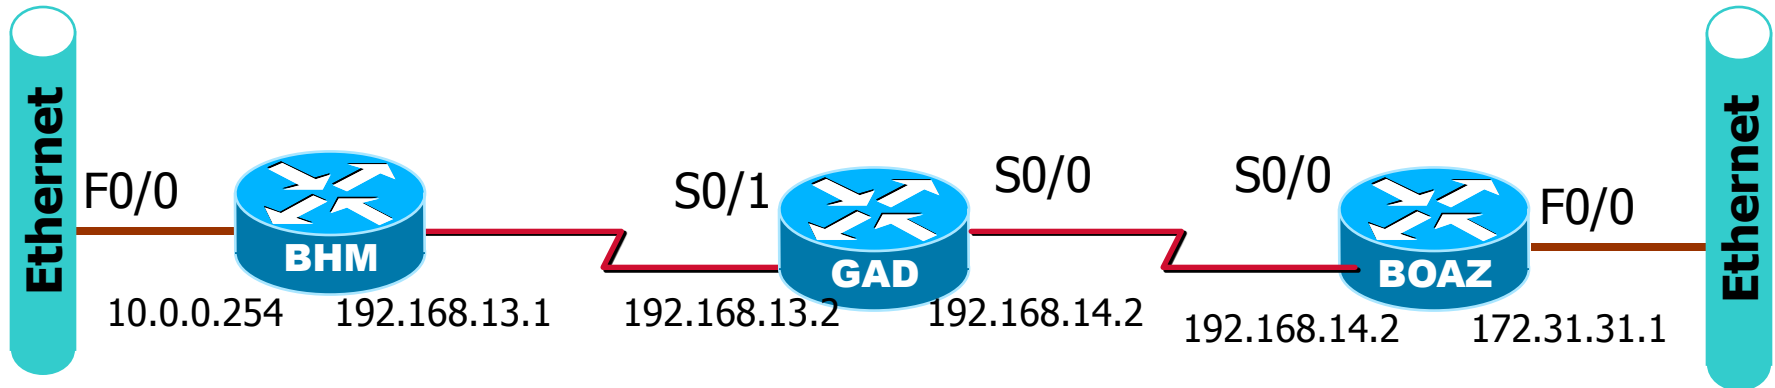 Ethernet
F0/0
BHM
10.0.0.254
192.168.13.1
S0/1
GAD
S0/0
192.168.13.2
192.168.14.2
S0/0
BOAZ
F0/0
192.168.14.2
172.31.31.1
Ethernet